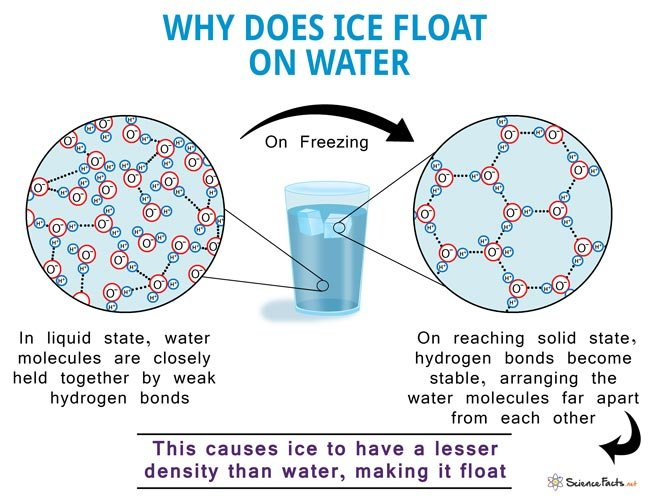 WHY DOES ICE FLOAT
ON WATER
On Freezing
In liquid state, water
molecules are closely
held together by weak
hydrogen bonds
On reaching solid state,
hydrogen bonds become
stable, arranging the
water molecules far apart
from each other
This causes ice to have a lesser
density than water, making it float
ScienceFacts.net